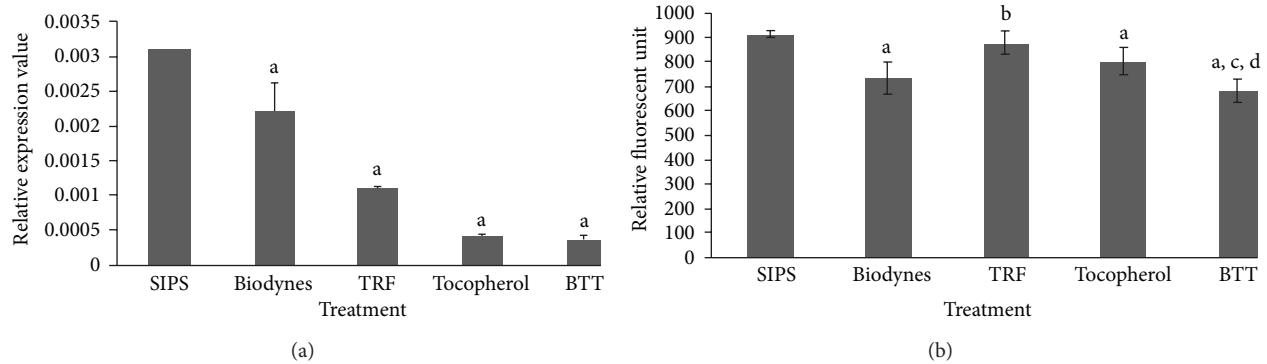 Relative expression value
0.0035
0.003
0.0025
0.002
0.0015
0.001
0.0005
0
a
a
a
a
SIPS Biodynes TRF Tocopherol BTT
Treatment
(a)
Relative fluorescent unit
1000
900
800
700
600
500
400
300
200
100
0
a
b
a
a, c, d
SIPS Biodynes TRF Tocopherol BTT
Treatment
(b)